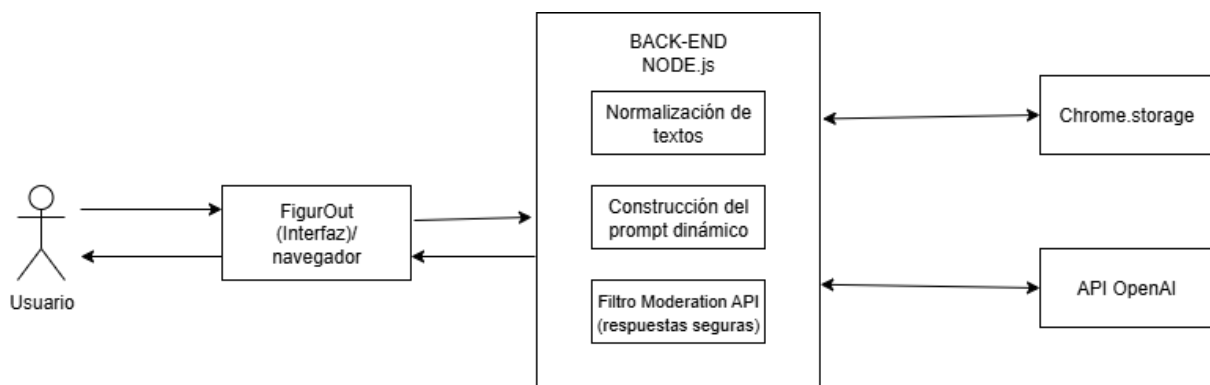 BACK-END
NODE.js
Normalización de
textos
Chrome.storage
FigurOut
(Interfaz)/
navegador
Construcción del
prompt dinámico
Usuario
Filtro Moderation API
(respuestas seguras)
API OpenAI